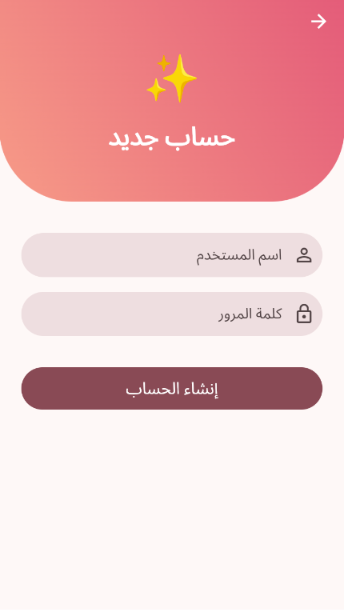 حساب جديد
اسم المستخدم
كلمة المرور
إنشاء الحساب